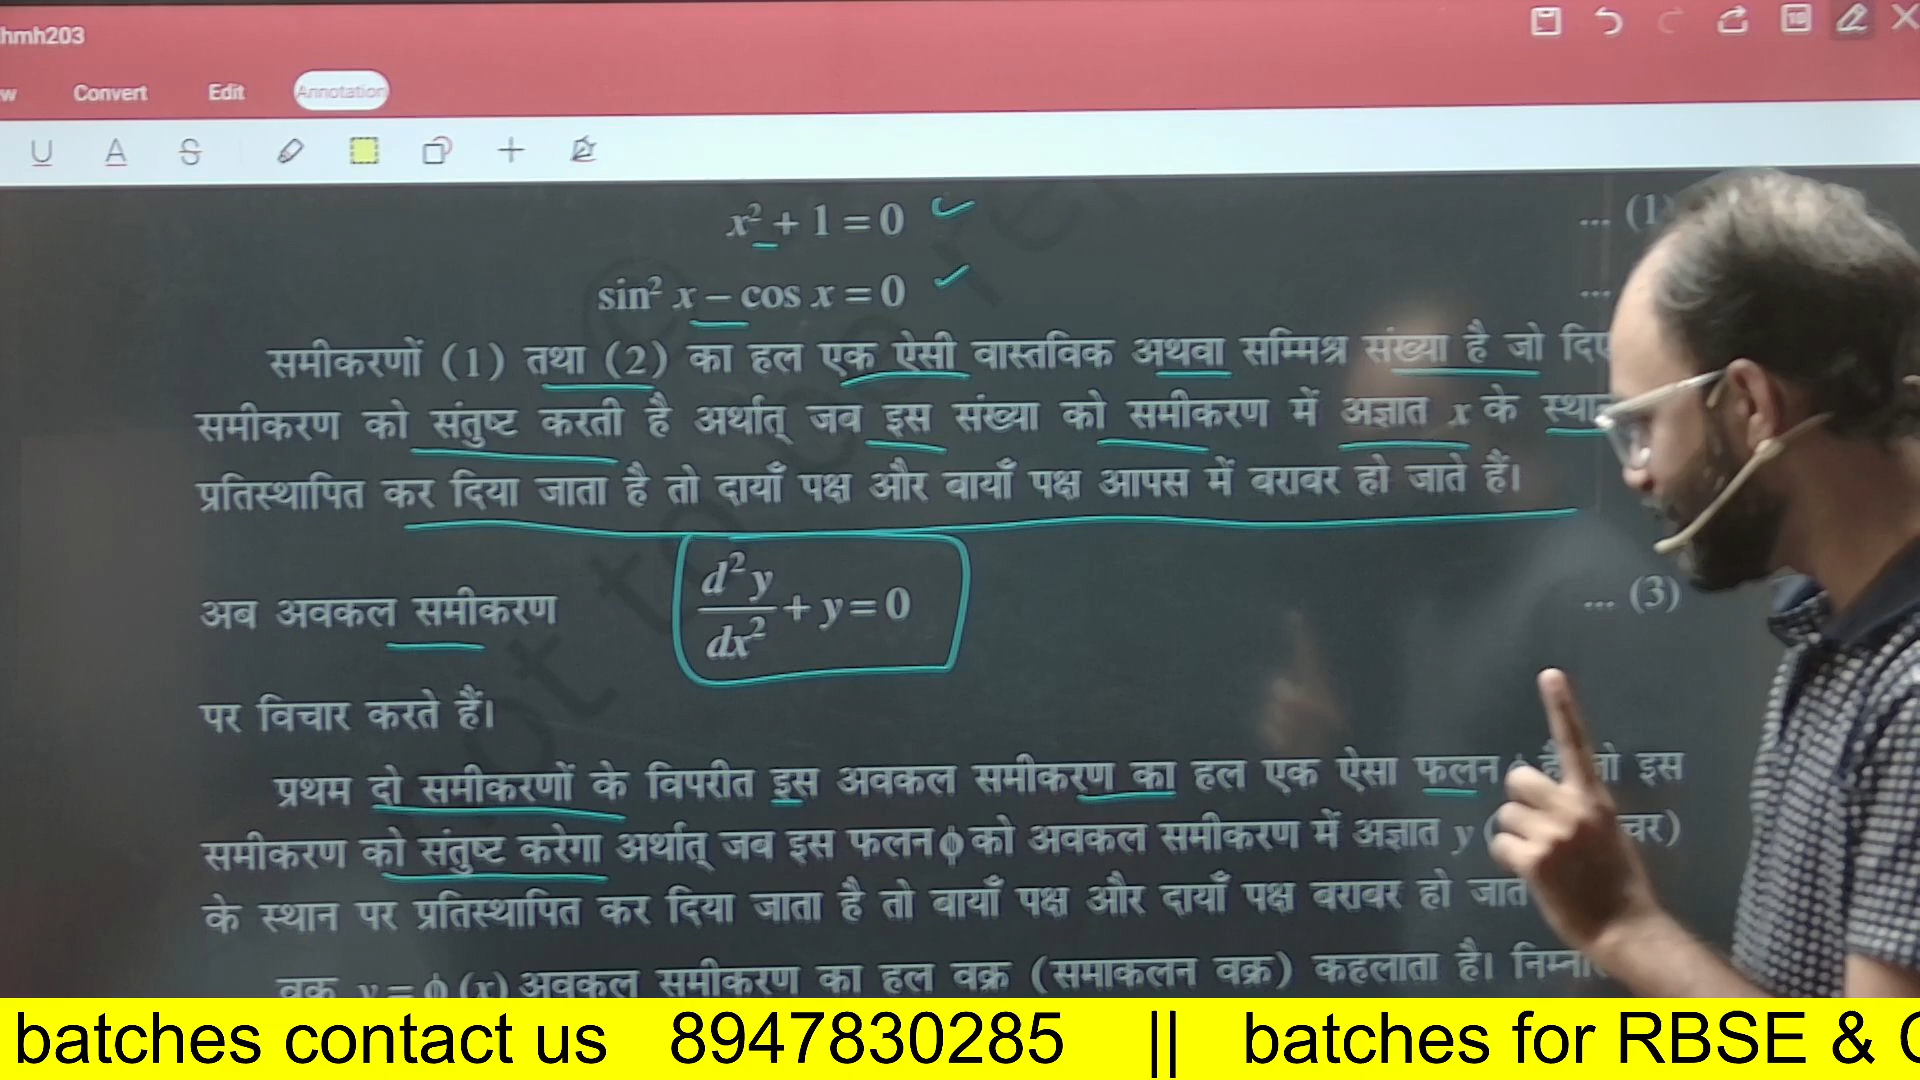 hmh203
Convert Edit Annotation
x² + 1 = 0 ... (1)
sin² x – cos x = 0 ...
समीकरणों (1) तथा (2) का हल एक ऐसी वास्तविक अथवा सम्मिश्र संख्या है जो
समीकरण को संतुष्ट करती है अर्थात् जब इस संख्या को समीकरण में अज्ञात x के
प्रतिस्थापित कर दिया जाता है तो दायाँ पक्ष और बायाँ पक्ष आपस में बराबर हो जाते हैं।
अब अवकल समीकरण d²y/dx² + y = 0 ... (3)
पर विचार करते हैं।
प्रथम दो समीकरणों के विपरीत इस अवकल समीकरण का हल एक ऐसा फलन इस
समीकरण को संतुष्ट करेगा अर्थात् जब इस फलन ϕ को अवकल समीकरण में अज्ञात y चर)
के स्थान पर प्रतिस्थापित कर दिया जाता है तो बायाँ पक्ष और दायाँ पक्ष बराबर हो
वक्र y = ϕ (x) अवकल समीकरण का हल वक्र (समाकलन वक्र) कहलाता है।
batches contact us 8947830285 || batches for RBSE &